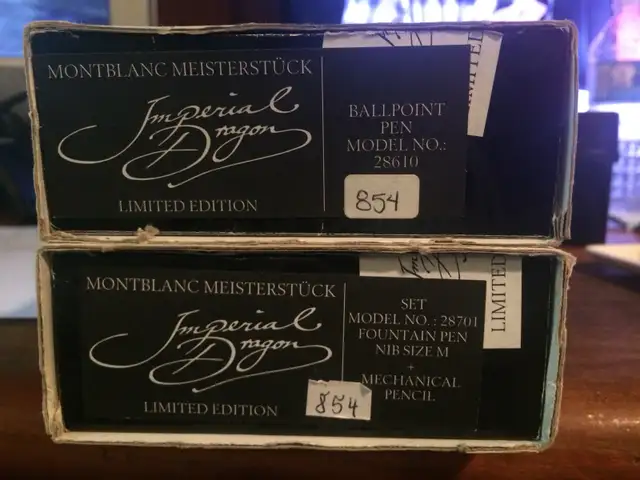 MONTBLANC MEISTERSTÜCK
Imperial
Dragon
LIMITED EDITION
BALLPOINT
PEN
MODEL NO.:
28610
854
LIMITED
MONTBLANC MEISTERSTÜCK
Imperial
Dragon
LIMITED EDITION
SET
MODEL NO.: 28701
FOUNTAIN PEN
NIB SIZE M
+
MECHANICAL
PENCIL
854
LIMITED